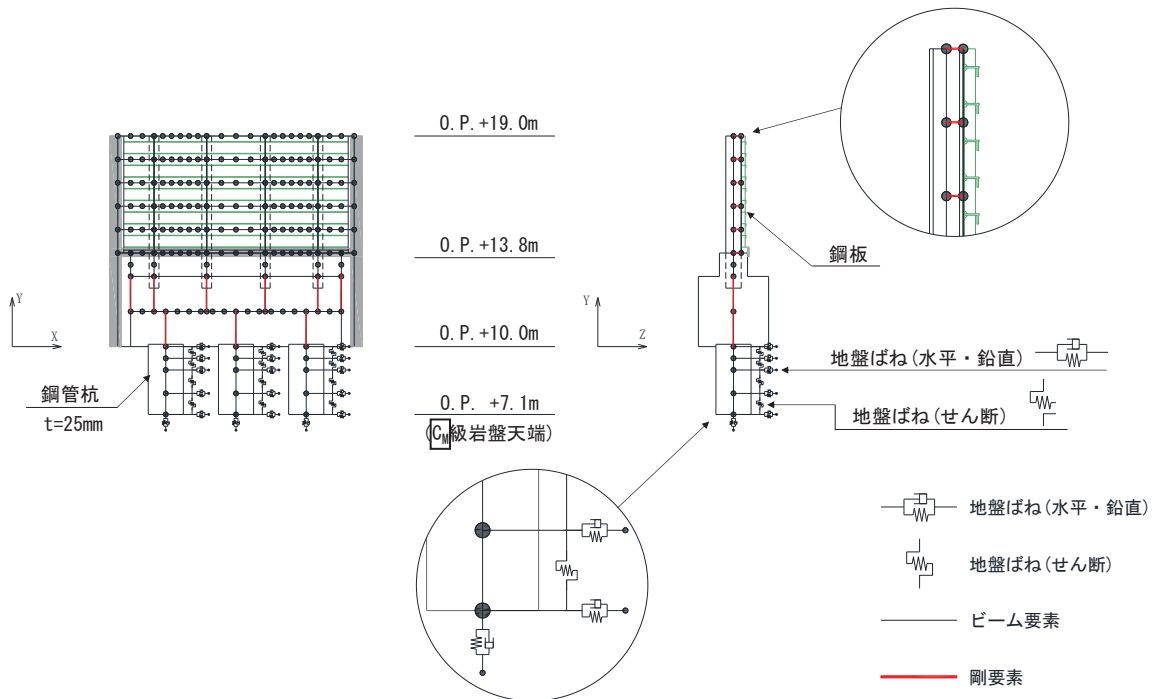 O.P.+19.0m
O.P.+13.8m
O.P.+10.0m
O.P. +7.1m
(CM級岩盤天端)
Y
X
鋼管杭
t=25mm
Y
Z
鋼板
地盤ばね(水平・鉛直)
地盤ばね(せん断)
地盤ばね(水平・鉛直)
地盤ばね(せん断)
ビーム要素
剛要素